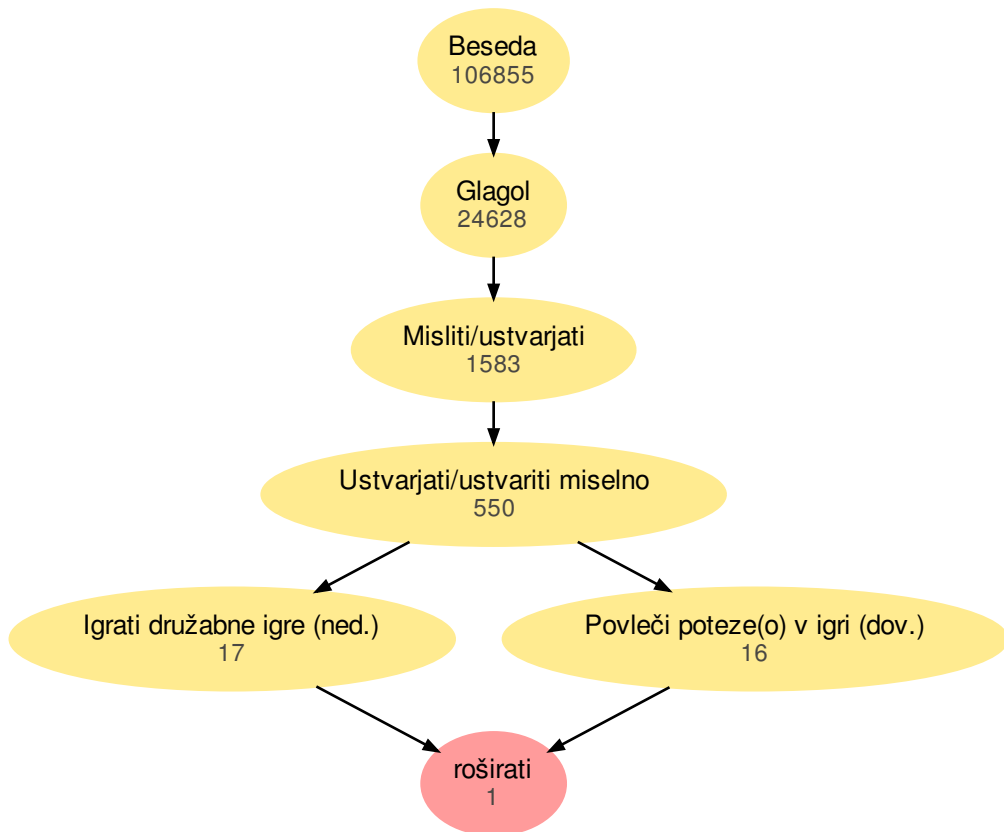 Beseda
106855
Glagol
24628
Misliti/ustvarjati
1583
Ustvarjati/ustvariti miselno
550
Igrati družabne igre (ned.)
17
Povleči poteze(o) v igri (dov.)
16
roširati
1